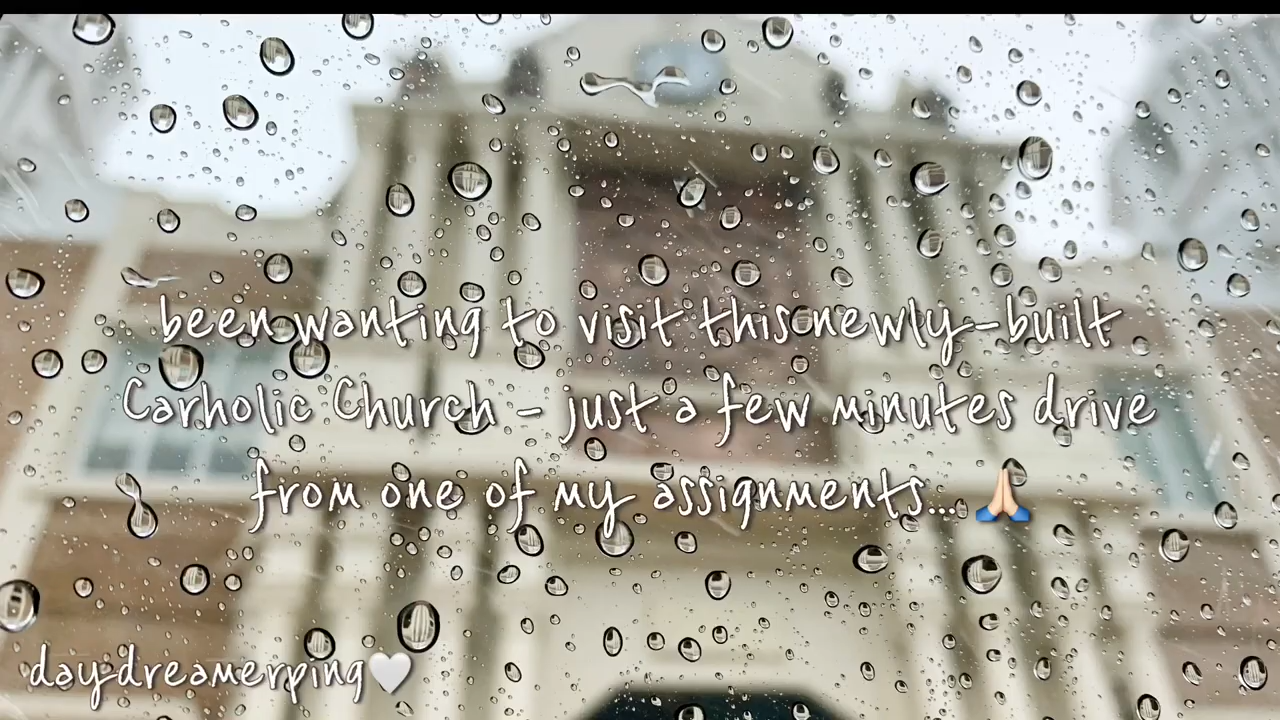 been wanting to visit this newly-built
Carholic Church - just a few minutes drive
from one of my assignments... 🙏🏻
daydreamerping🤍